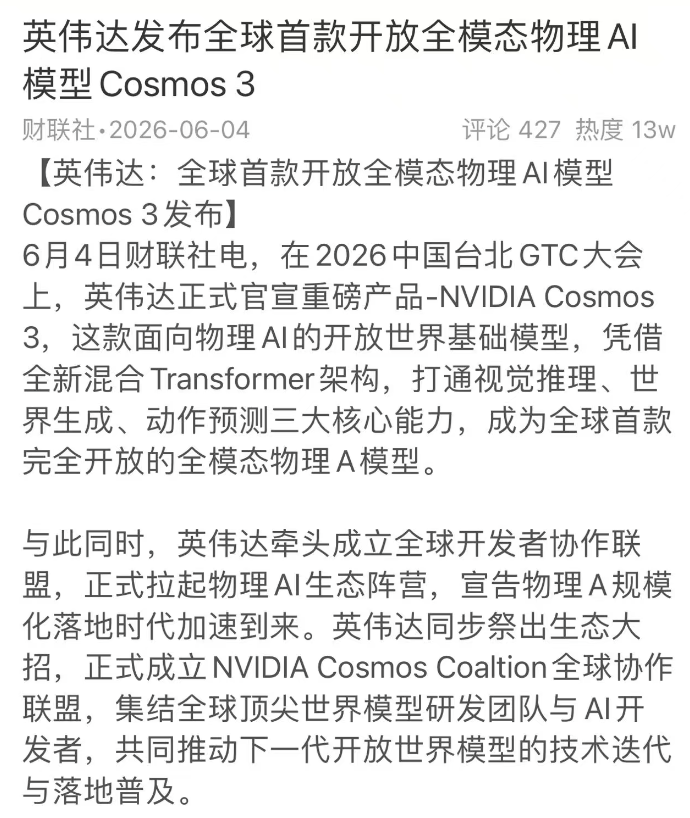 英伟达发布全球首款开放全模态物理AI
模型Cosmos 3
财联社•2026-06-04 评论 427 热度 13w
【英伟达：全球首款开放全模态物理AI模型
Cosmos 3发布】
6月4日财联社电，在2026中国台北GTC大会
上，英伟达正式官宣重磅产品-NVIDIA Cosmos
3，这款面向物理AI的开放世界基础模型，凭借
全新混合Transformer架构，打通视觉推理、世
界生成、动作预测三大核心能力，成为全球首款
完全开放的全模态物理A模型。
与此同时，英伟达牵头成立全球开发者协作联
盟，正式拉起物理AI生态阵营，宣告物理A规模
化落地时代加速到来。英伟达同步祭出生态大
招，正式成立NVIDIA Cosmos Coaltion全球协作
联盟，集结全球顶尖世界模型研发团队与AI开
发者，共同推动下一代开放世界模型的技术迭代
与落地普及。